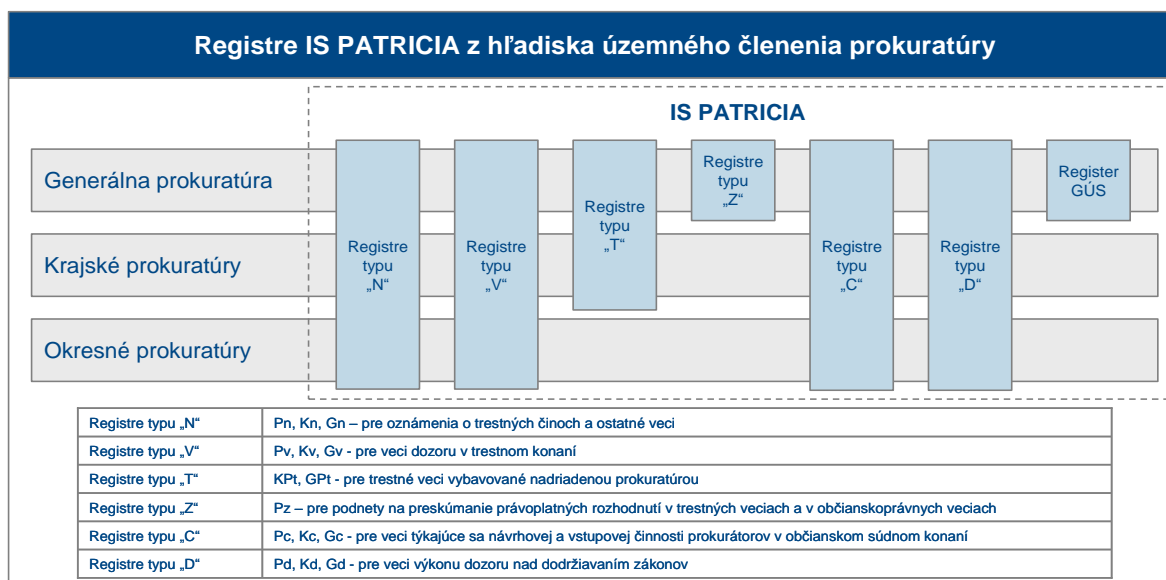 Registre IS PATRICIA z hľadiska územného členenia prokuratúry
IS PATRICIA
Generálna prokuratúra
Krajské prokuratúry
Okresné prokuratúry
Registre
typu
„N“
Registre
typu
„V“
Registre
typu
„T“
Registre
typu
„Z“
Registre
typu
„C“
Registre
typu
„D“
Register
GÚS
Registre typu „N“ Pn, Kn, Gn – pre oznámenia o trestných činoch a ostatné veci
Registre typu „V“ Pv, Kv, Gv - pre veci dozoru v trestnom konaní
Registre typu „T“ KPt, GPt - pre trestné veci vybavované nadriadenou prokuratúrou
Registre typu „Z“ Pz – pre podnety na preskúmanie právoplatných rozhodnutí v trestných veciach a v občianskoprávnych veciach
Registre typu „C“ Pc, Kc, Gc - pre veci týkajúce sa návrhovej a vstupovej činnosti prokurátorov v občianskom súdnom konaní
Registre typu „D“ Pd, Kd, Gd - pre veci výkonu dozoru nad dodržiavaním zákonov